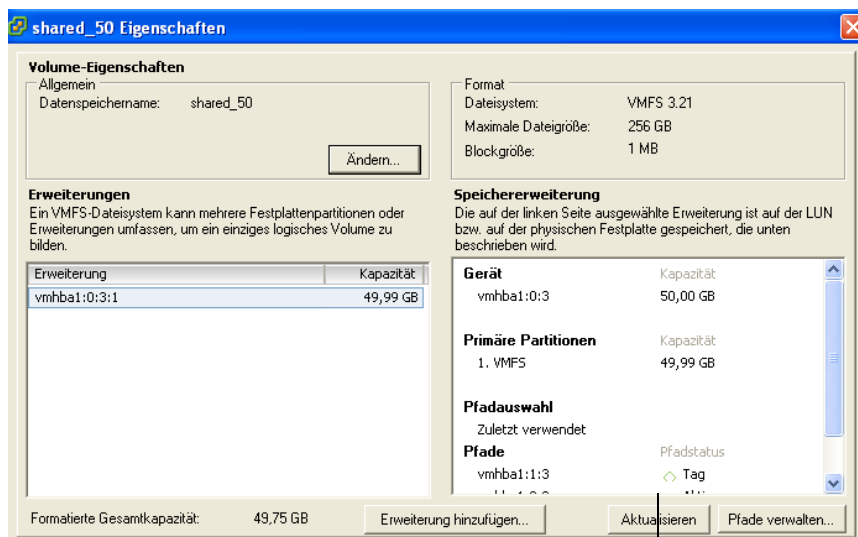 shared_50 Eigenschaften
Volume-Eigenschaften
Allgemein
Datenspeichername: shared_50
Ändern...
Format
Dateisystem: VMFS 3.21
Maximale Dateigröße: 256 GB
Blockgröße: 1 MB
Erweiterungen
Ein VMFS-Dateisystem kann mehrere Festplattenpartitionen oder
Erweiterungen umfassen, um ein einziges logisches Volume zu
bilden.
Erweiterung Kapazität
vmhba1:0:3:1 49,99 GB
Speichererweiterung
Die auf der linken Seite ausgewählte Erweiterung ist auf der LUN
bzw. auf der physischen Festplatte gespeichert, die unten
beschrieben wird.
Gerät Kapazität
vmhba1:0:3 50,00 GB
Primäre Partitionen Kapazität
1. VMFS 49,99 GB
Pfadauswahl
Zuletzt verwendet
Pfade Pfadstatus
vmhba1:1:3 Tag
Formatierte Gesamtkapazität: 49,75 GB
Erweiterung hinzufügen...
Aktualisieren
Pfade verwalten...